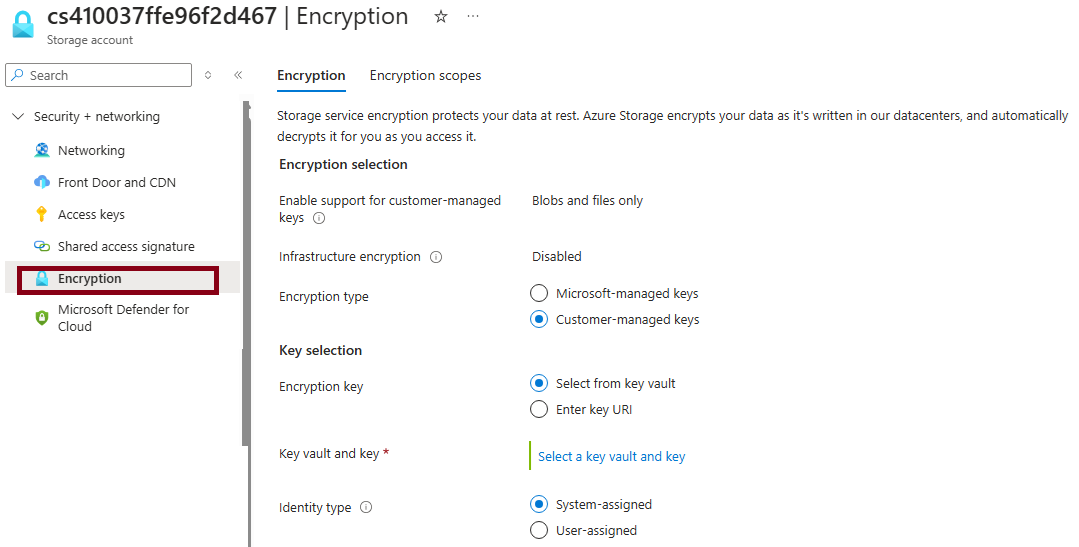 cs410037ffe96f2d467 | Encryption ☆ ...
Storage account
Search
Security + networking
Networking
Front Door and CDN
Access keys
Shared access signature
Encryption
Microsoft Defender for
Cloud
Encryption Encryption scopes
Storage service encryption protects your data at rest. Azure Storage encrypts your data as it's written in our datacenters, and automatically
decrypts it for you as you access it.
Encryption selection
Enable support for customer-managed
keys
Blobs and files only
Infrastructure encryption Disabled
Encryption type
Microsoft-managed keys
Customer-managed keys
Key selection
Encryption key
Select from key vault
Enter key URI
Key vault and key * Select a key vault and key
Identity type
System-assigned
User-assigned